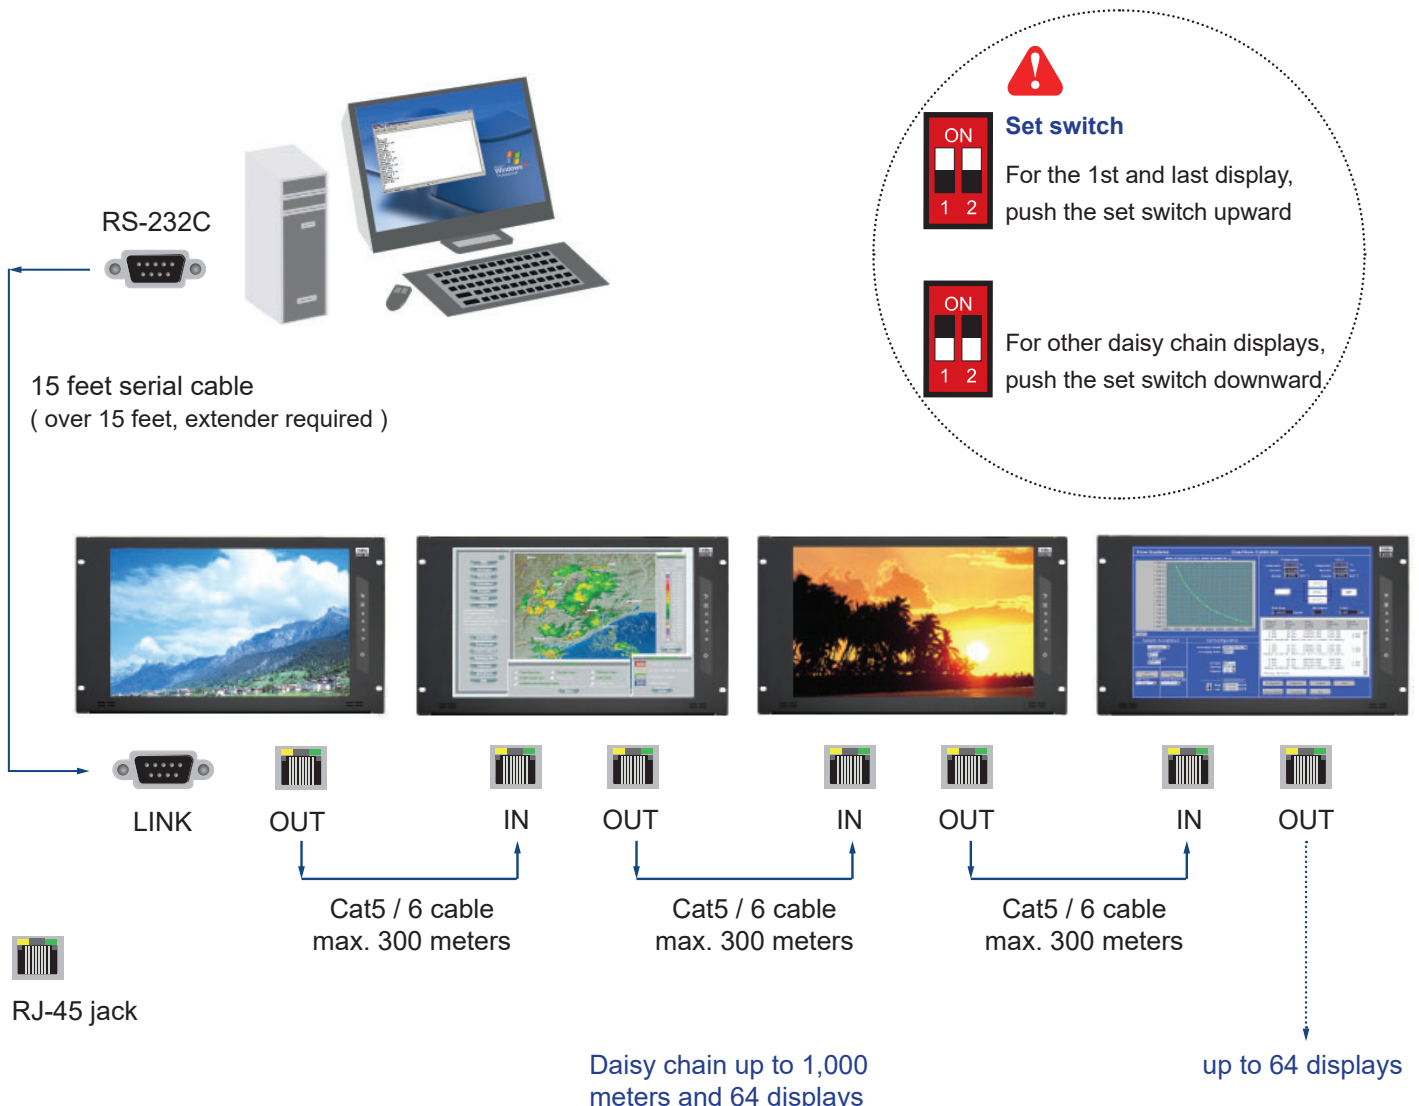 ON
1 2
Set switch
For the 1st and last display,
push the set switch upward
ON
1 2
For other daisy chain displays,
push the set switch downward.
RS-232C
Windows
15 feet serial cable
( over 15 feet, extender required )
LINK
OUT
IN
OUT
IN
OUT
IN
OUT
Cat5 / 6 cable
max. 300 meters
Cat5 / 6 cable
max. 300 meters
Cat5 / 6 cable
max. 300 meters
RJ-45 jack
Daisy chain up to 1,000
meters and 64 displays
up to 64 displays